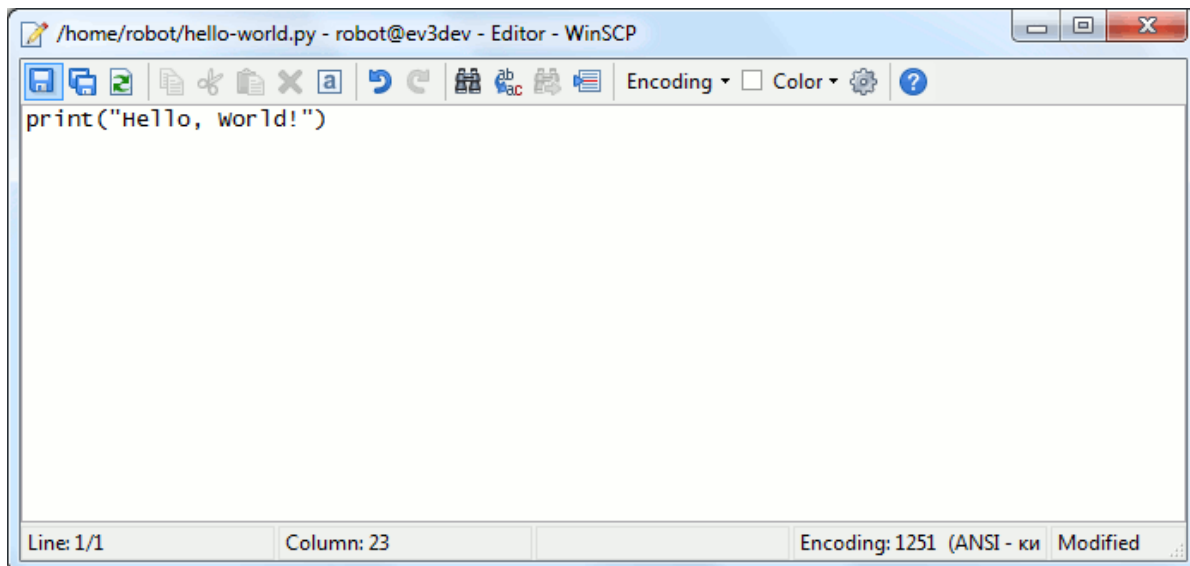 /home/robot/hello-world.py - robot@ev3dev - Editor - WinSCP
Encoding Color
print("Hello, World!")
Line: 1/1 Column: 23 Encoding: 1251 (ANSI - ки Modified